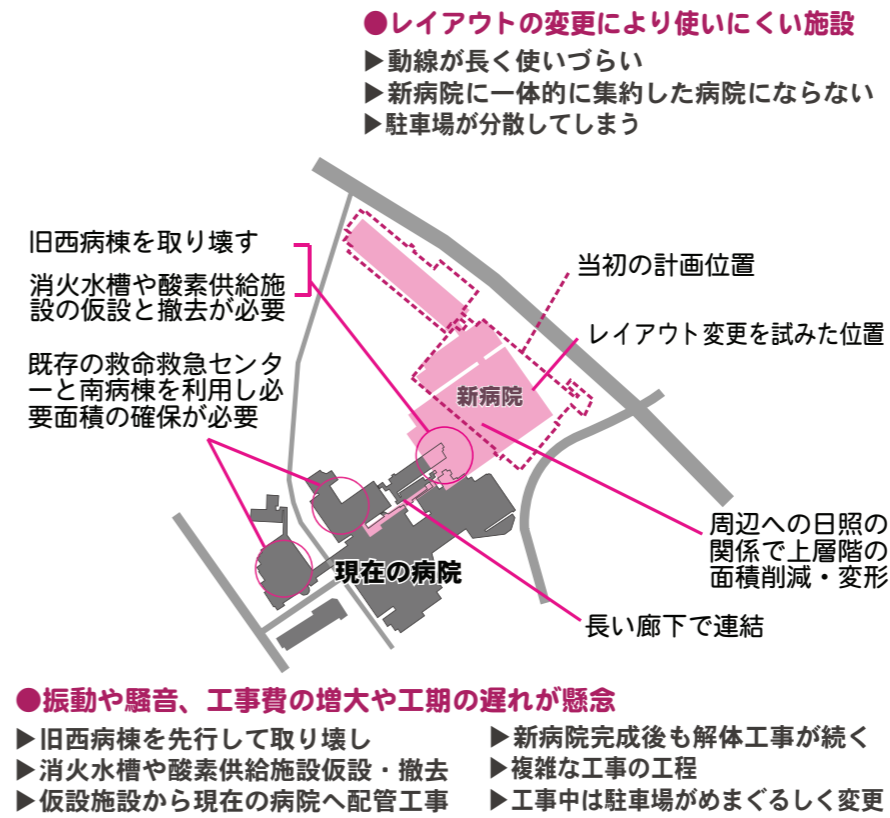 ●レイアウトの変更により使いにくい施設
▶動線が長く使いづらい
▶新病院に一体的に集約した病院にならない
▶駐車場が分散してしまう
旧西病棟を取り壊す
消火水槽や酸素供給施
設の仮設と撤去が必要
既存の救命救急センタ
ーと南病棟を利用し必
要面積の確保が必要
当初の計画位置
レイアウト変更を試みた位置
新病院
現在の病院
周辺への日照の
関係で上層階の
面積削減・変形
長い廊下で連結
●振動や騒音、工事費の増大や工期の遅れが懸念
▶旧西病棟を先行して取り壊し
▶消火水槽や酸素供給施設仮設・撤去
▶仮設施設から現在の病院へ配管工事
▶新病院完成後も解体工事が続く
▶複雑な工事の工程
▶工事中は駐車場がめまぐるしく変更